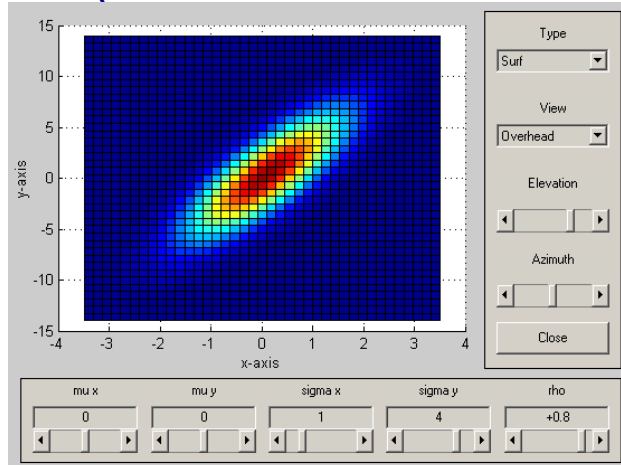 15
10
5
0
-5
-10
-15
-4 -3 -2 -1 0 1 2 3 4
y-axis
x-axis
Type
Surf
View
Overhead
Elevation
Azimuth
Close
mu x mu y sigma x sigma y rho
0 0 1 4 +0.8